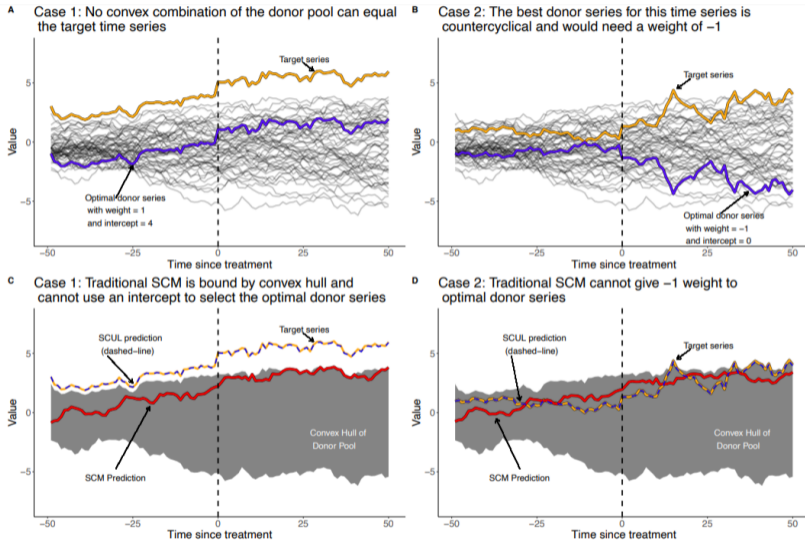 A Case 1: No convex combination of the donor pool can equal
the target time series
Target series
5
0
−5
Value
Optimal donor series
with weight = 1
and intercept = 4
−50 −25 0 25 50
Time since treatment
B Case 2: The best donor series for this time series is
countercyclical and would need a weight of −1
Target series
5
0
−5
Value
Optimal donor series
with weight = −1
and intercept = 0
−50 −25 0 25 50
Time since treatment
C Case 1: Traditional SCM is bound by convex hull and
cannot use an intercept to select the optimal donor series
Target series
SCUL prediction
(dashed−line)
5
0
−5
Value
Convex Hull of
Donor Pool
SCM Prediction
−50 −25 0 25 50
Time since treatment
D Case 2: Traditional SCM cannot give −1 weight to
optimal donor series
SCUL prediction
(dashed−line)
Target series
5
0
−5
Value
Convex Hull of
Donor Pool
SCM Prediction
−50 −25 0 25 50
Time since treatment